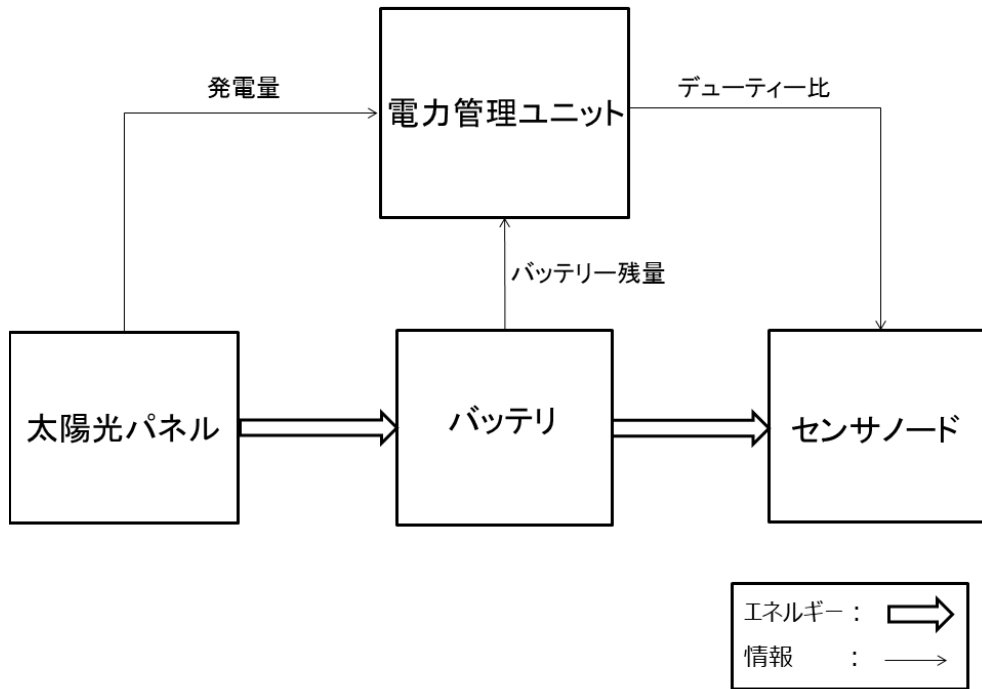 発電量
電力管理ユニット
デューティー比
バッテリー残量
太陽光パネル
バッテリ
センサノード
エネルギー :
情報 :